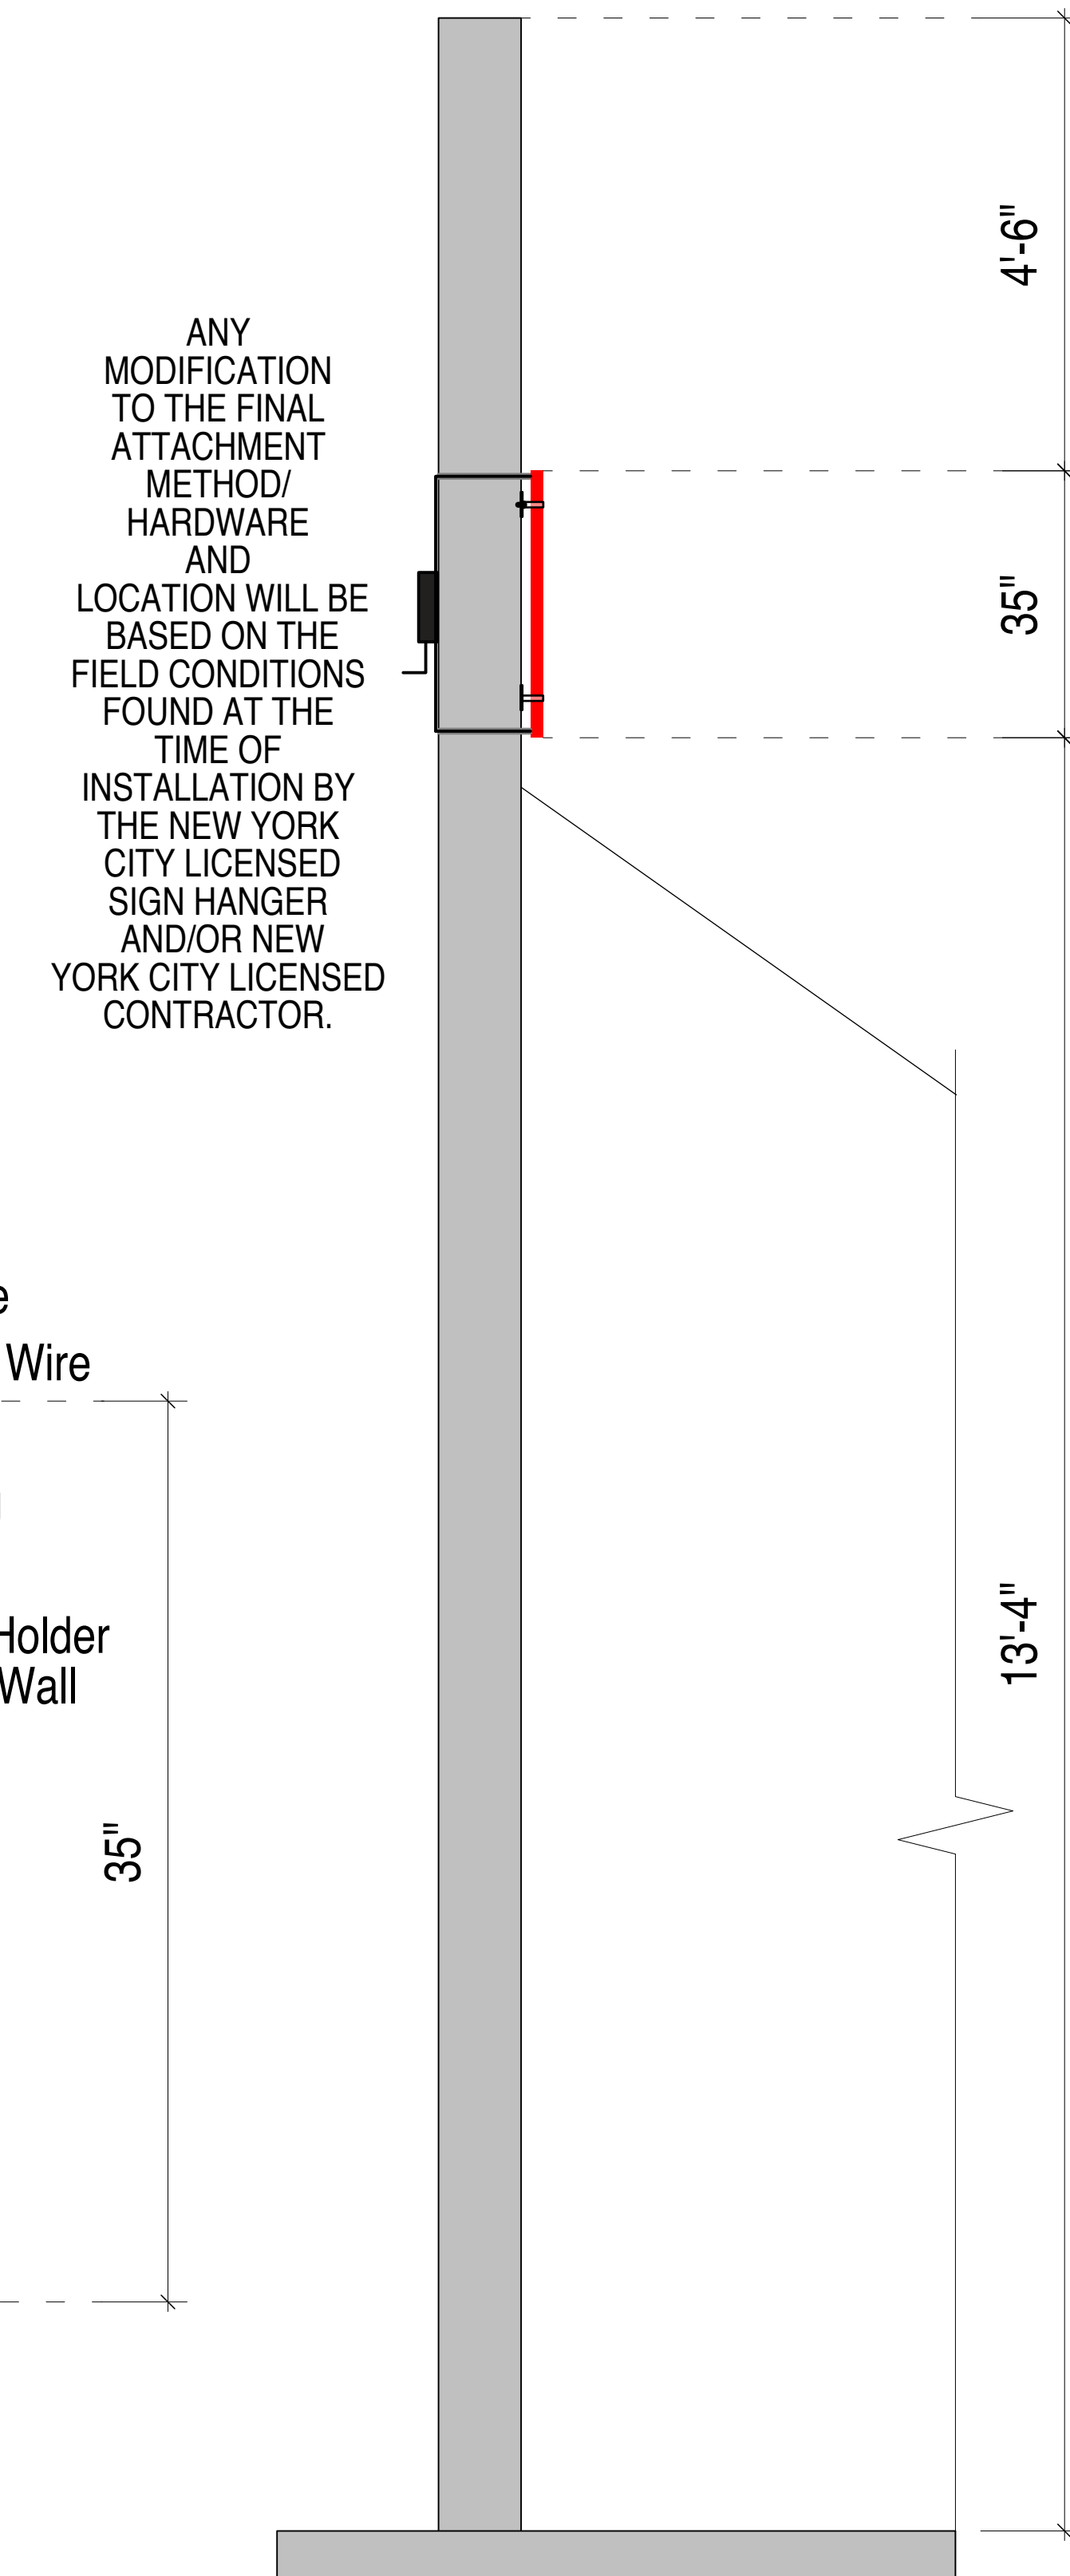 4'-6"
ANY
MODIFICATION
TO THE FINAL
ATTACHMENT
METHOD/
HARDWARE
AND
LOCATION WILL BE
BASED ON THE
FIELD CONDITIONS
FOUND AT THE
TIME OF
INSTALLATION BY
THE NEW YORK
CITY LICENSED
SIGN HANGER
AND/OR NEW
YORK CITY LICENSED
CONTRACTOR.
35"
Wire
Holder
Wall
13'-4"
35"